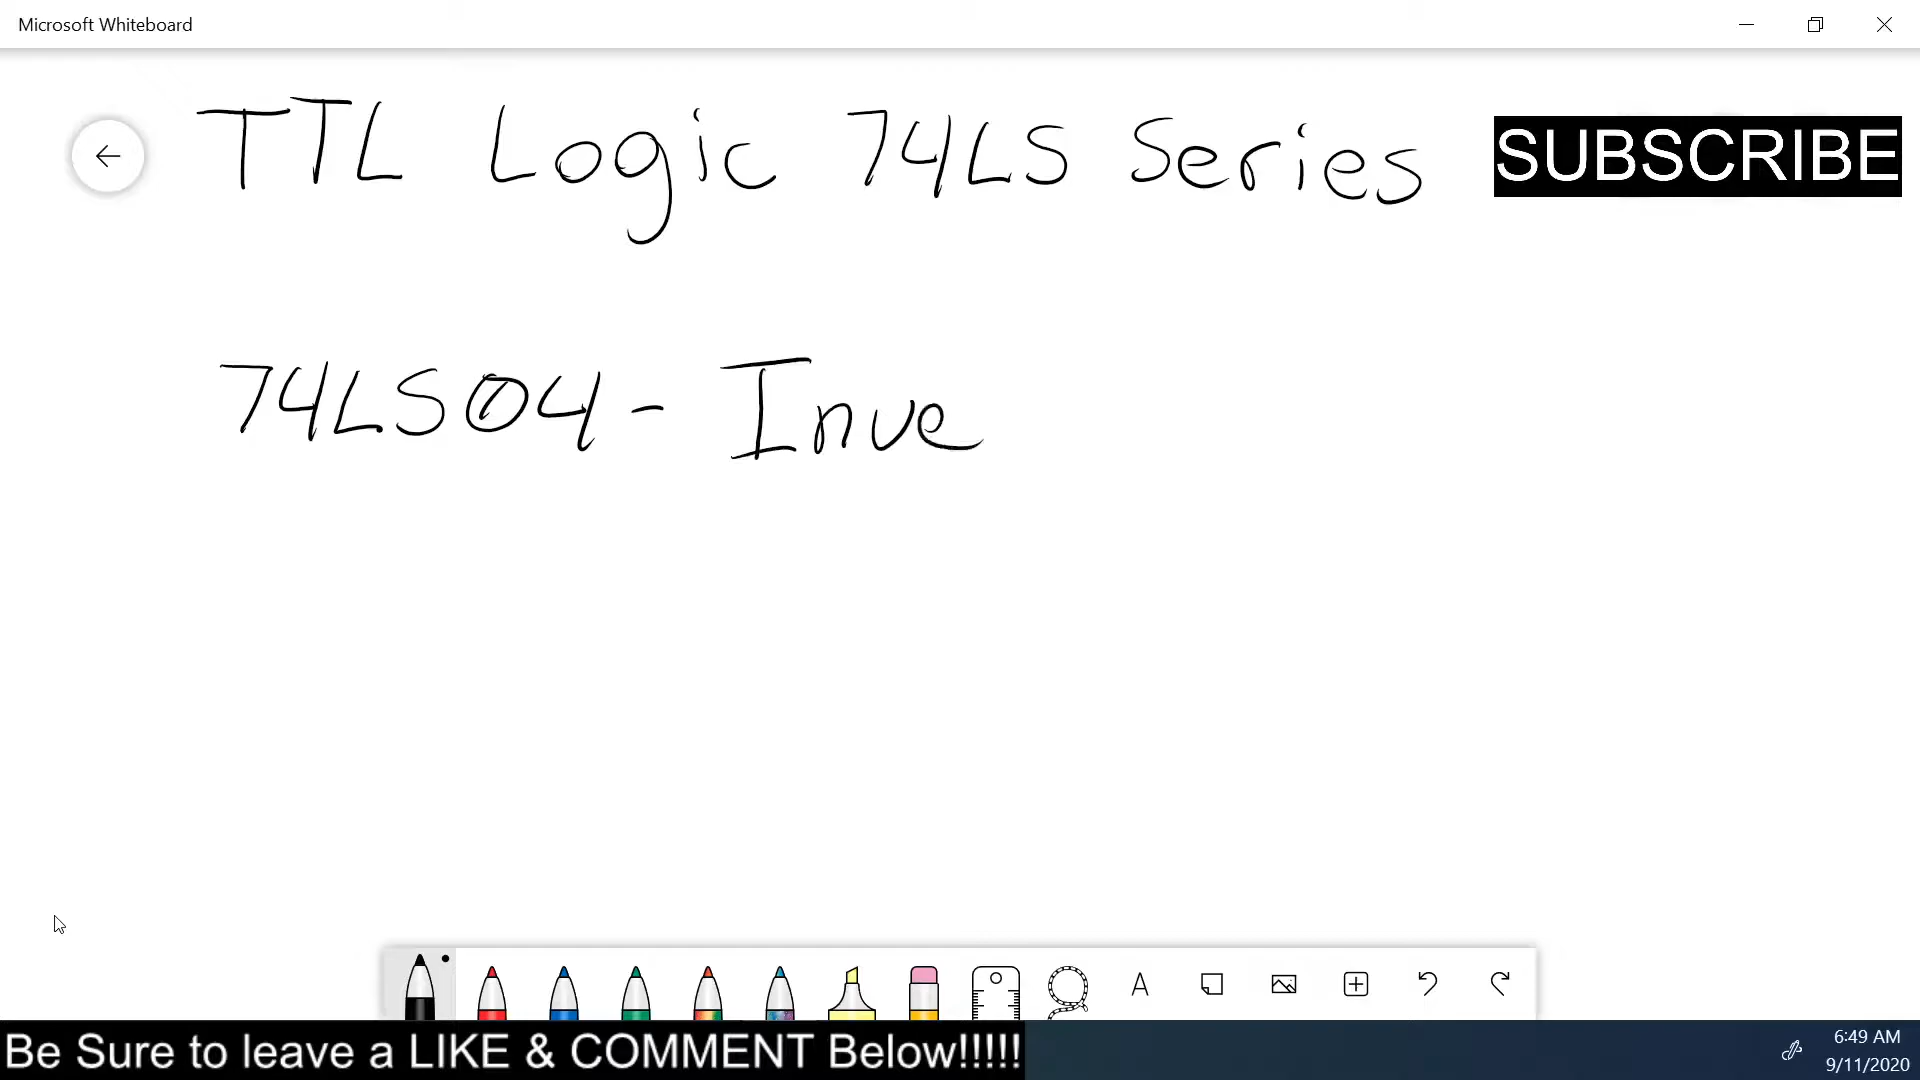 Microsoft Whiteboard
TTL Logic 74LS Series
SUBSCRIBE
74LS04 - Inve
A
Be Sure to leave a LIKE & COMMENT Below!!!!!
6:49 AM
9/11/2020